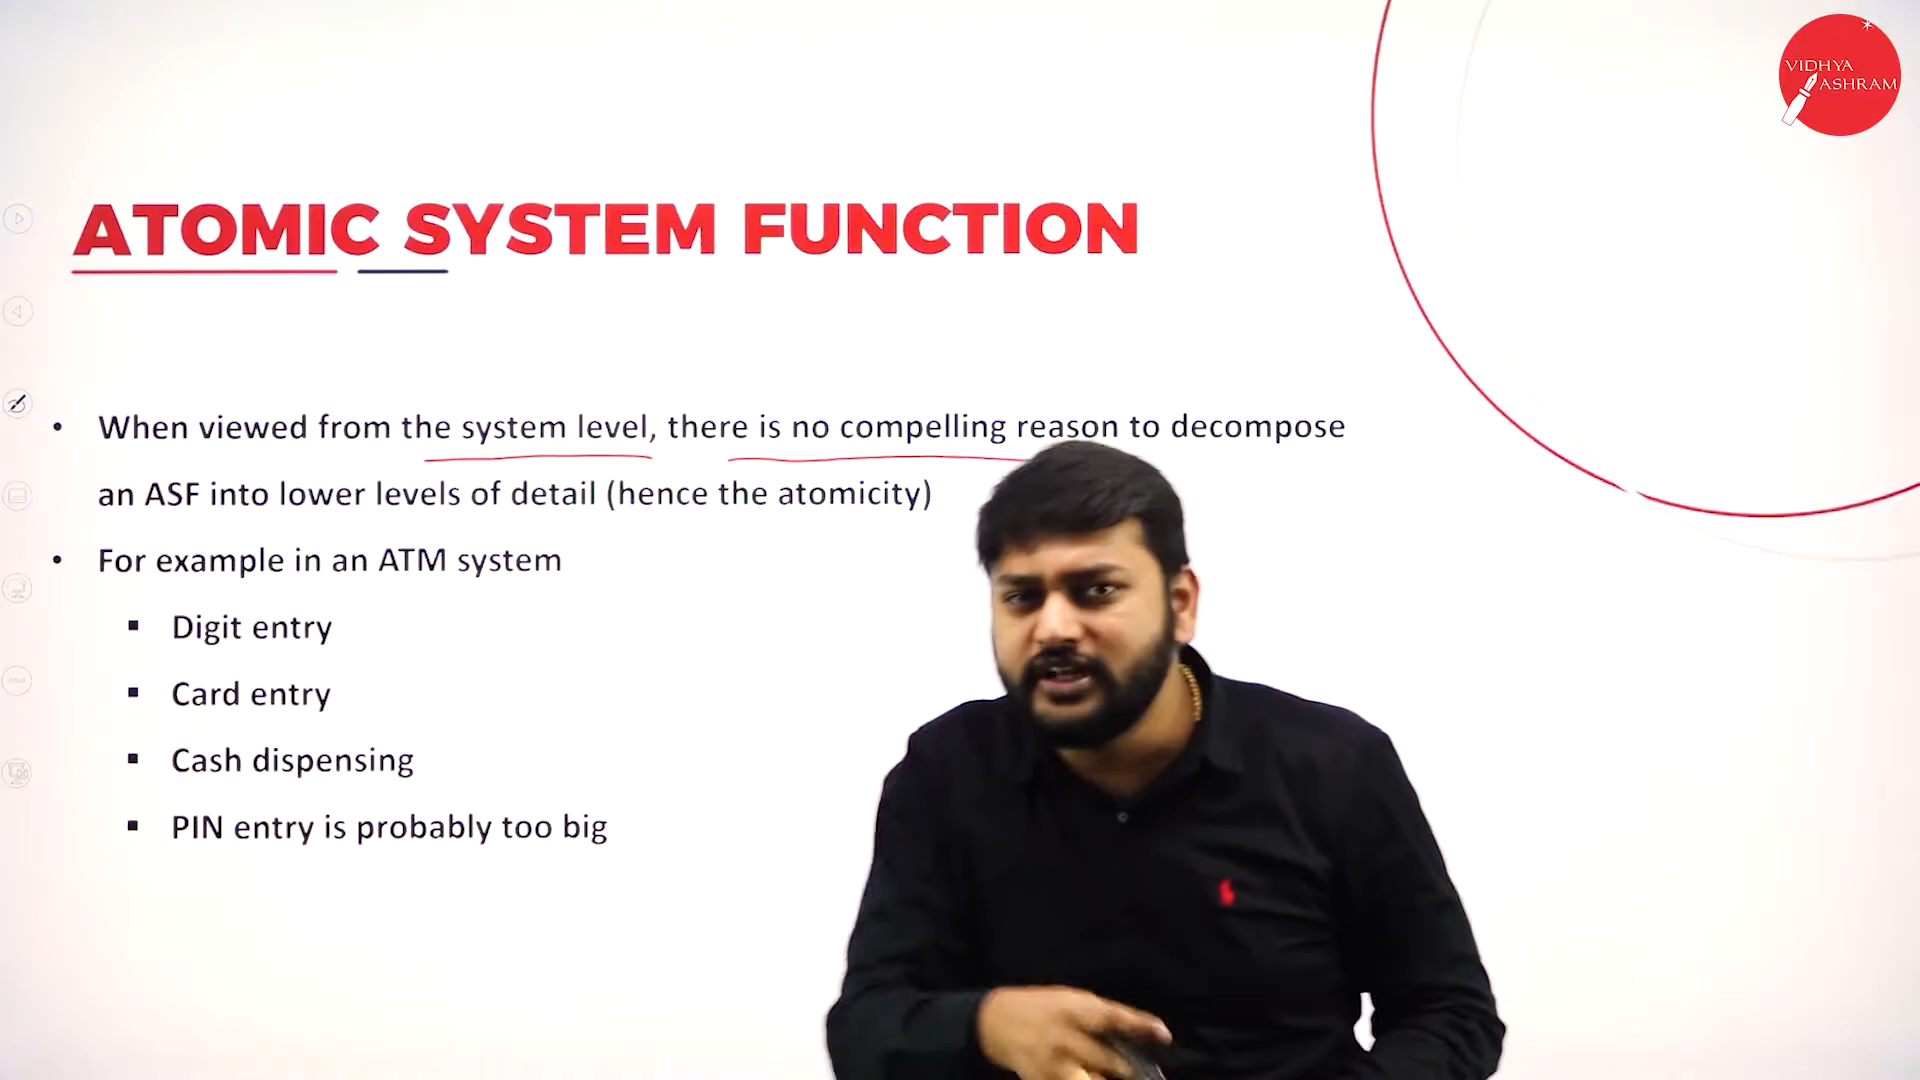 VIDHYA
ASHRAM
ATOMIC SYSTEM FUNCTION
• When viewed from the system level, there is no compelling reason to decompose
an ASF into lower levels of detail (hence the atomicity)
• For example in an ATM system
▪ Digit entry
▪ Card entry
▪ Cash dispensing
▪ PIN entry is probably too big